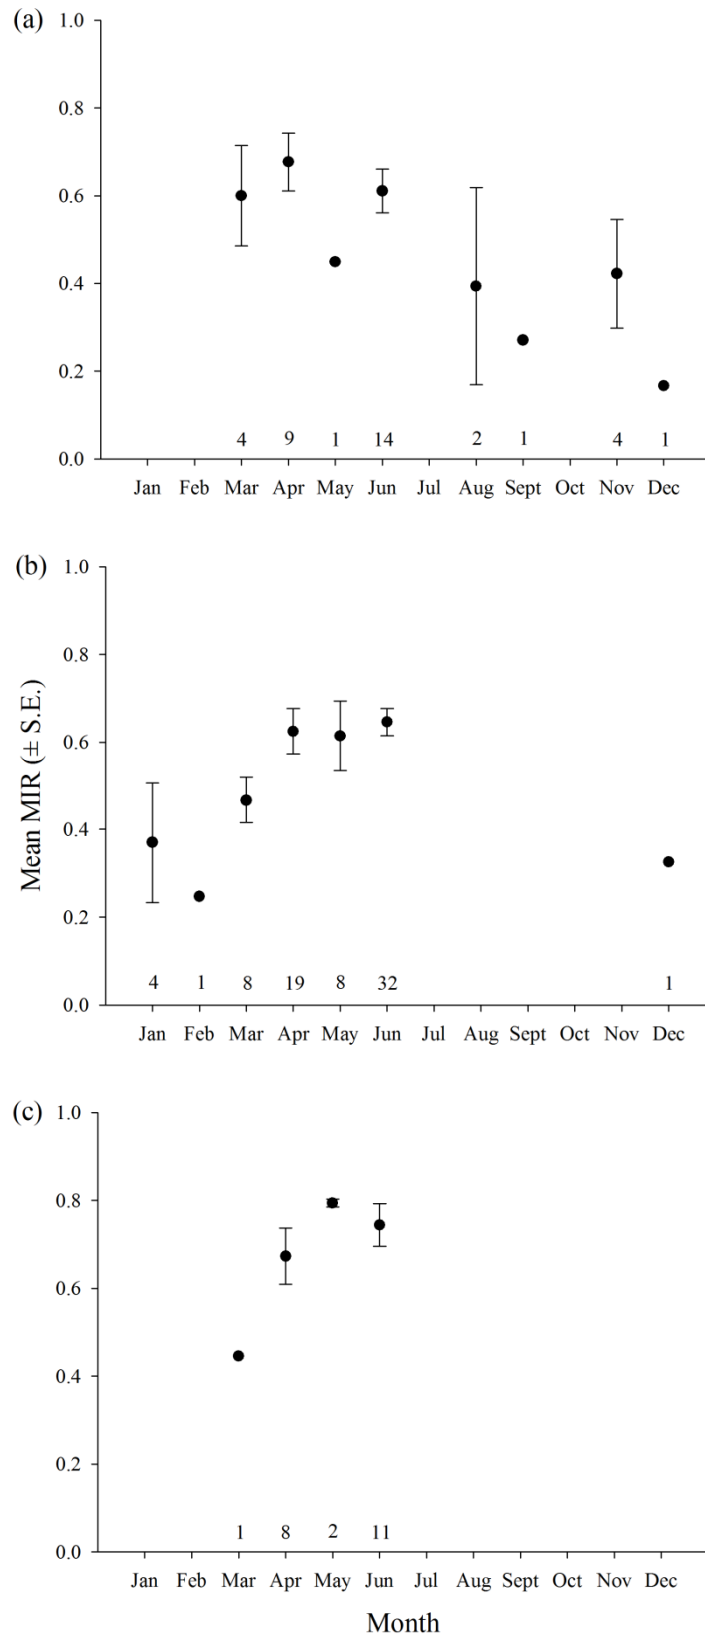 (a)
1.0
0.8
0.6
0.4
0.2
0.0
4 9 1 14 2 1 4 1
Jan Feb Mar Apr May Jun Jul Aug Sept Oct Nov Dec
(b)
1.0
0.8
0.6
0.4
0.2
0.0
Mean MIR (± S.E.)
4 1 8 19 8 32 1
Jan Feb Mar Apr May Jun Jul Aug Sept Oct Nov Dec
(c)
1.0
0.8
0.6
0.4
0.2
0.0
1 8 2 11
Jan Feb Mar Apr May Jun Jul Aug Sept Oct Nov Dec
Month